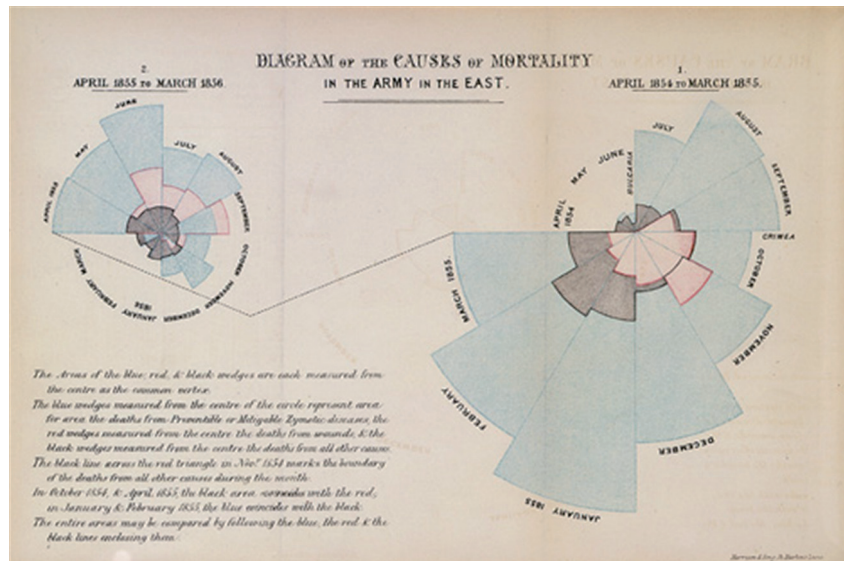 DIAGRAM OF THE CAUSES OF MORTALITY
IN THE ARMY IN THE EAST.
2.
APRIL 1855 TO MARCH 1856.
1.
APRIL 1854 TO MARCH 1855.
APRIL 1855
MAY
JUNE
JULY
AUGUST
SEPTEMBER
OCTOBER
NOVEMBER
DECEMBER
JANUARY 1856
FEBRUARY
MARCH
APRIL 1854
MAY
JUNE
BULGARIA
JULY
AUGUST
SEPTEMBER
CRIMEA
OCTOBER
NOVEMBER
DECEMBER
JANUARY 1855
FEBRUARY
MARCH 1855
The Areas of the blue, red, & black wedges are each measured from
the centre as the common vertex.
The blue wedges measured from the centre of the circle represent area
for area the deaths from Preventible or Mitigable Zymotic diseases, the
red wedges measured from the centre the deaths from wounds, & the
black wedges measured from the centre the deaths from all other causes.
The black line across the red triangle in Novr. 1854 marks the boundary
of the deaths from all other causes during the month.
In October 1854, & April, 1855, the black area coincides with the red,
in January & February 1855, the blue coincides with the black.
The entire areas may be compared by following the blue, the red & the
black lines enclosing them.
Harrison & Sons